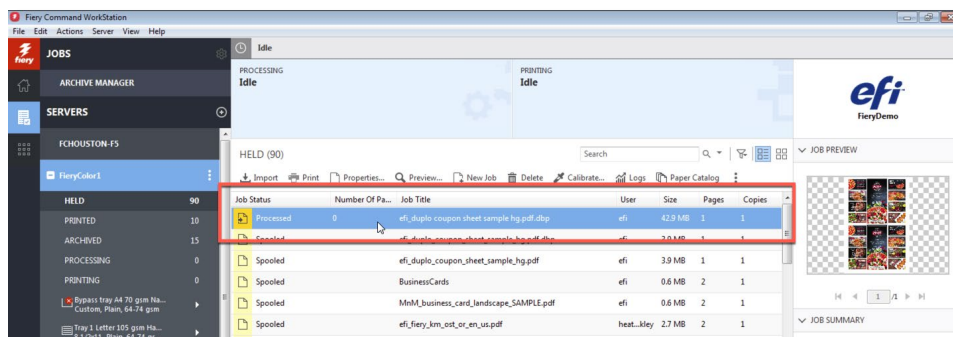 Fiery Command WorkStation
File Edit Actions Server View Help
fiery
JOBS
Idle
ARCHIVE MANAGER
PROCESSING
Idle
PRINTING
Idle
efi
FieryDemo
SERVERS
FCHOUSTON-F5
HELD (90)
Search
JOB PREVIEW
FieryColor1
Import Print Properties... Preview... New Job Delete Calibrate... Logs Paper Catalog
HELD 90
Job Status Number Of Pa... Job Title User Size Pages Copies
PRINTED 10
Processed 0 efi_duplo coupon sheet sample hg.pdf.dbp efi 42.9 MB 1 1
ARCHIVED 15
Spooled efi_duplo_coupon_sheet_sample_hg.pdf.dbp efi 3.9 MB 1 1
PROCESSING 0
Spooled efi_duplo_coupon_sheet_sample_hg.pdf efi 3.9 MB 1 1
PRINTING 0
Spooled BusinessCards efi 0.6 MB 2 1
Bypass tray A4 70 gsm Na...
Custom, Plain, 64-74 gsm
Spooled MnM_business_card_landscape_SAMPLE.pdf efi 0.6 MB 2 1
1 /1
Tray 1 Letter 105 gsm Ha...
Spooled efi_fiery_km_ost_or_en_us.pdf heat...kley 2.7 MB 2 1
JOB SUMMARY